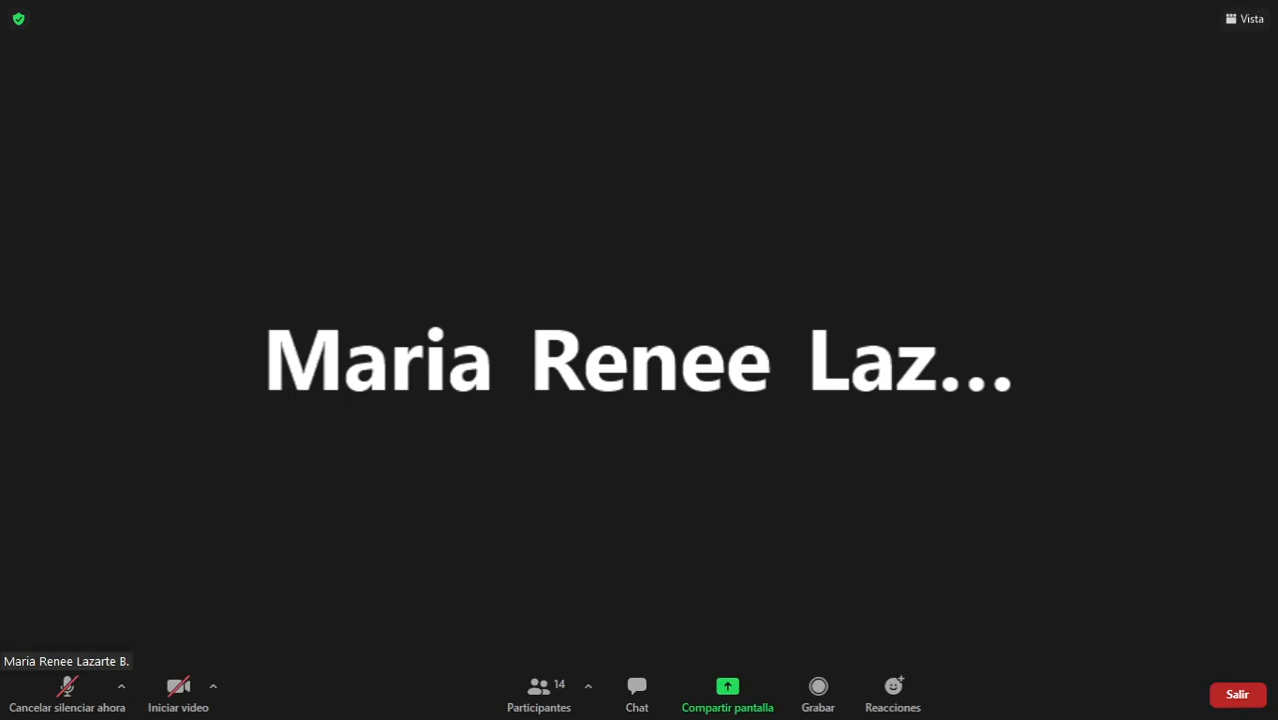 Vista
Maria Renee Laz...
Maria Renee Lazarte B.
Cancelar silenciar ahora
Iniciar video
14
Participantes
Chat
Compartir pantalla
Grabar
Reacciones
Salir